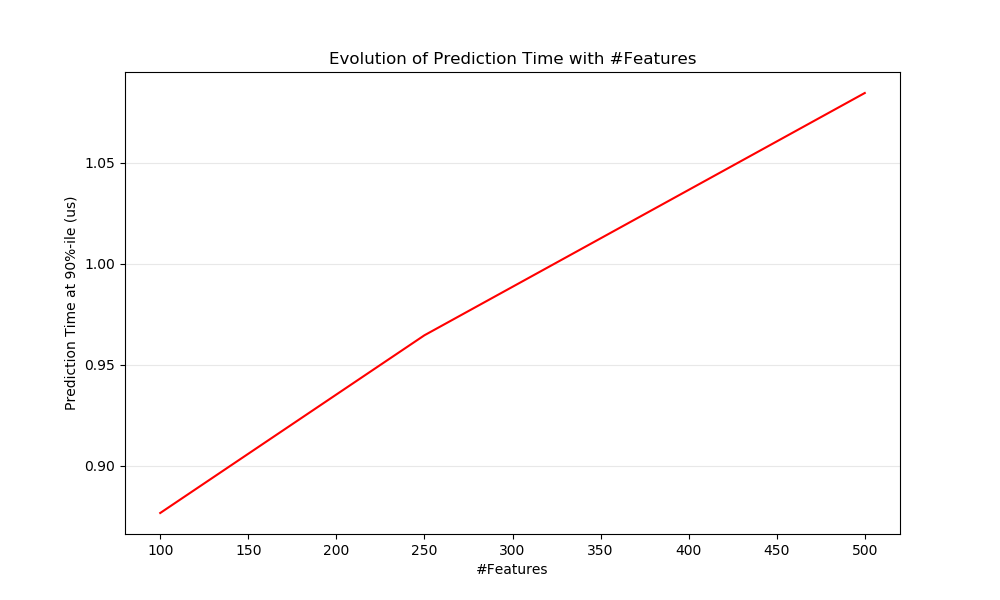 Evolution of Prediction Time with #Features
Prediction Time at 90%-ile (us)
1.05
1.00
0.95
0.90
100 150 200 250 300 350 400 450 500
#Features